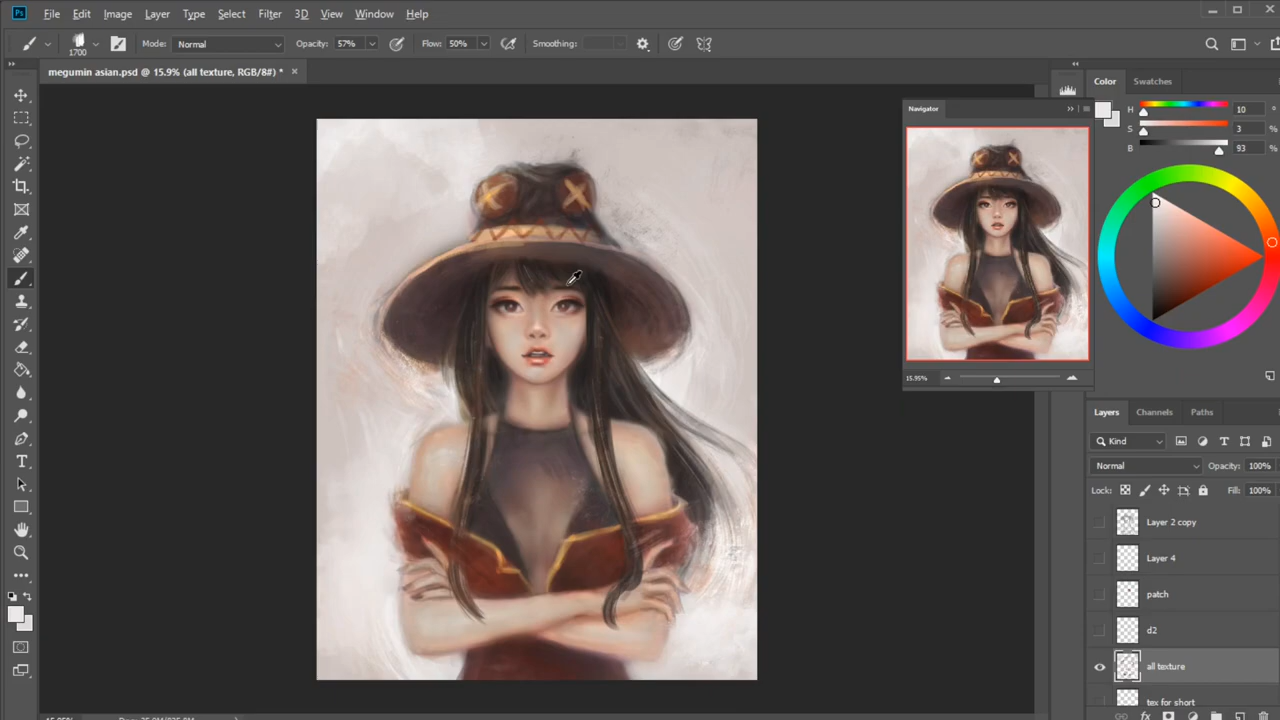 Ps File Edit Image Layer Type Select Filter 3D View Window Help
1700 Mode: Normal Opacity: 57% Flow: 50% Smoothing:
megumin asian.psd @ 15.9% (all texture, RGB/8#) * ×
Color Swatches
Navigator
H 10 °
S 3 %
B 93 %
15.95%
Layers Channels Paths
Kind
Normal Opacity: 100%
Lock: Fill: 100%
Layer 2 copy
Layer 4
patch
d2
all texture
tex for short